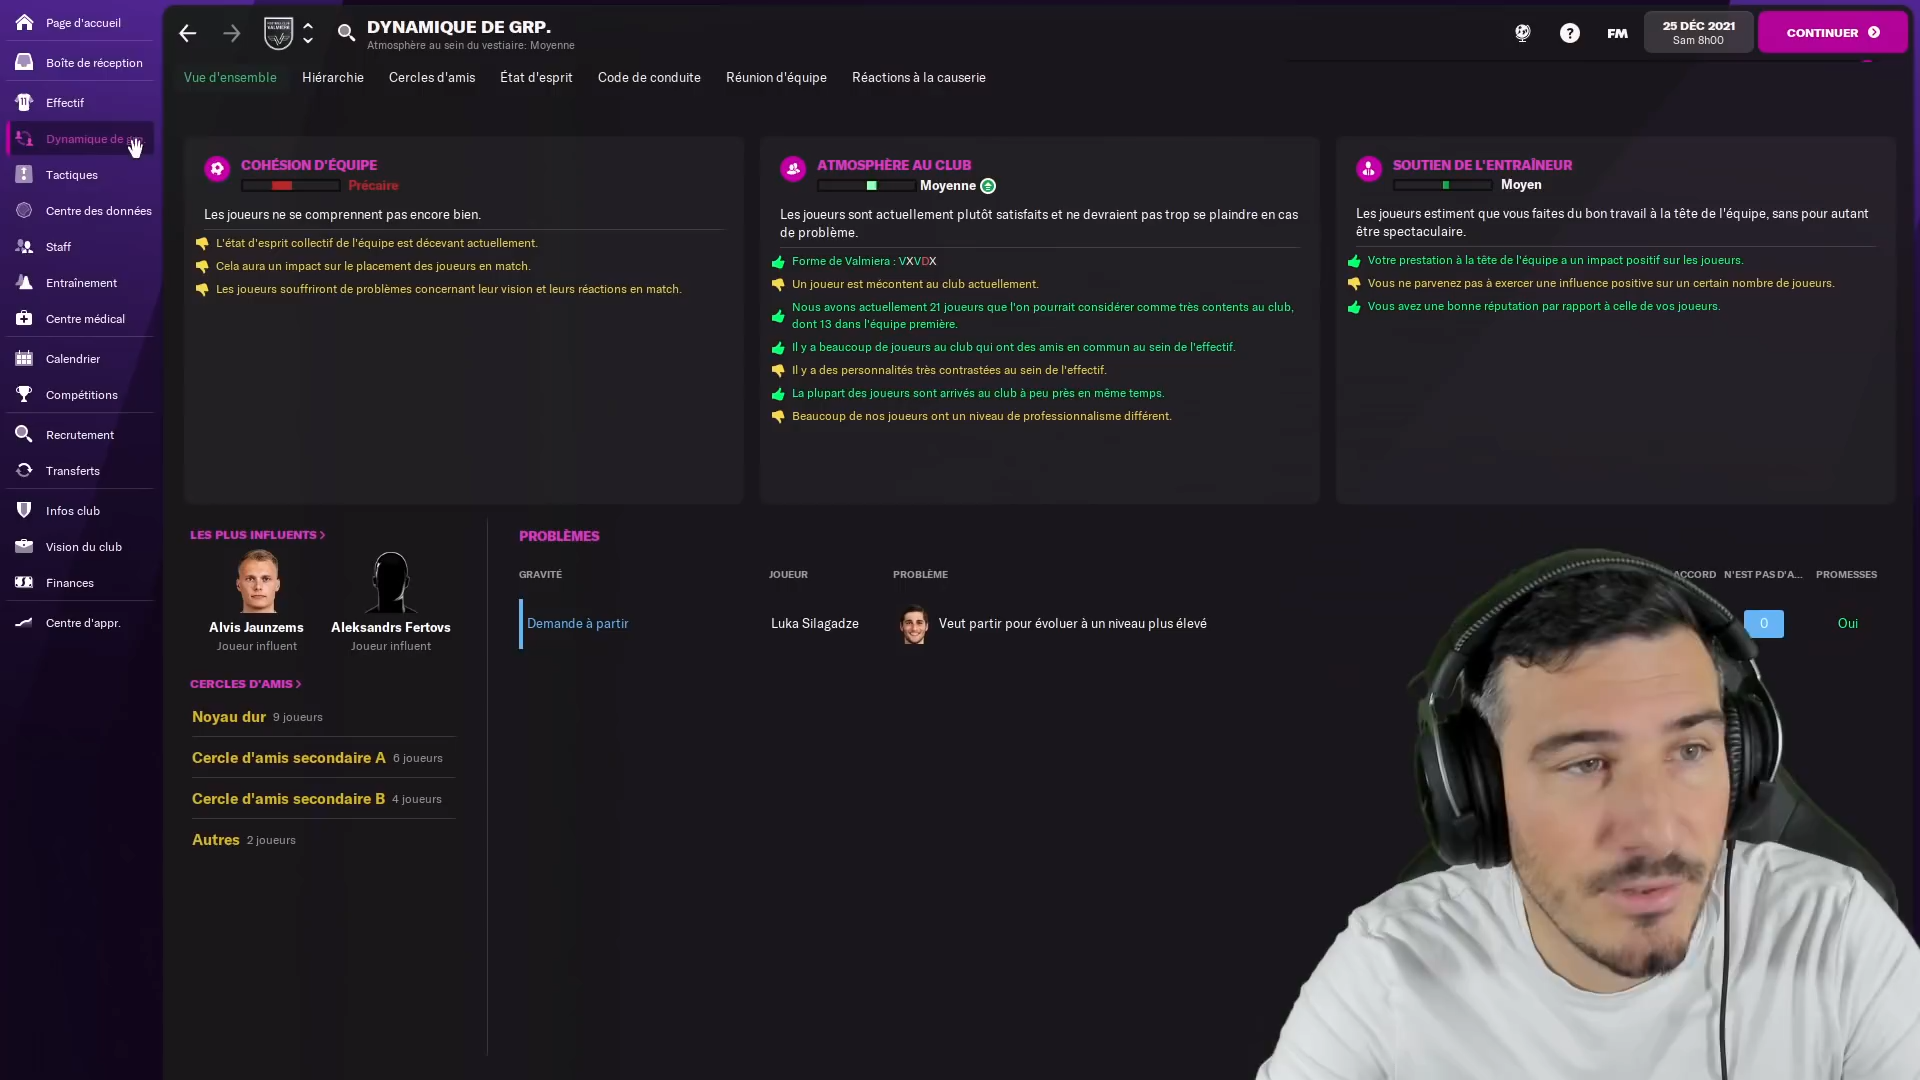 Page d'accueil
Boîte de réception
Effectif
Dynamique de
Tactiques
Centre des données
Staff
Entraînement
Centre médical
Calendrier
Compétitions
Recrutement
Transferts
Infos club
Vision du club
Finances
Centre d'appr.
DYNAMIQUE DE GRP.
Atmosphère au sein du vestiaire: Moyenne
FM
25 DÉC 2021
Sam 8h00
CONTINUER
Vue d'ensemble Hiérarchie Cercles d'amis État d'esprit Code de conduite Réunion d'équipe Réactions à la causerie
COHÉSION D'ÉQUIPE
Précaire
Les joueurs ne se comprennent pas encore bien.
L'état d'esprit collectif de l'équipe est décevant actuellement.
Cela aura un impact sur le placement des joueurs en match.
Les joueurs souffriront de problèmes concernant leur vision et leurs réactions en match.
ATMOSPHÈRE AU CLUB
Moyenne
Les joueurs sont actuellement plutôt satisfaits et ne devraient pas trop se plaindre en cas
de problème.
Forme de Valmiera : VXVDX
Un joueur est mécontent au club actuellement.
Nous avons actuellement 21 joueurs que l'on pourrait considérer comme très contents au club,
dont 13 dans l'équipe première.
Il y a beaucoup de joueurs au club qui ont des amis en commun au sein de l'effectif.
Il y a des personnalités très contrastées au sein de l'effectif.
La plupart des joueurs sont arrivés au club à peu près en même temps.
Beaucoup de nos joueurs ont un niveau de professionnalisme différent.
SOUTIEN DE L'ENTRAÎNEUR
Moyen
Les joueurs estiment que vous faites du bon travail à la tête de l'équipe, sans pour autant
être spectaculaire.
Votre prestation à la tête de l'équipe a un impact positif sur les joueurs.
Vous ne parvenez pas à exercer une influence positive sur un certain nombre de joueurs.
Vous avez une bonne réputation par rapport à celle de vos joueurs.
LES PLUS INFLUENTS >
Alvis Jaunzems
Joueur influent
Aleksandrs Fertovs
Joueur influent
CERCLES D'AMIS >
Noyau dur 9 joueurs
Cercle d'amis secondaire A 6 joueurs
Cercle d'amis secondaire B 4 joueurs
Autres 2 joueurs
PROBLÈMES
GRAVITÉ JOUEUR PROBLÈME ACCORD N'EST PAS D'A... PROMESSES
Demande à partir Luka Silagadze Veut partir pour évoluer à un niveau plus élevé 0 Oui